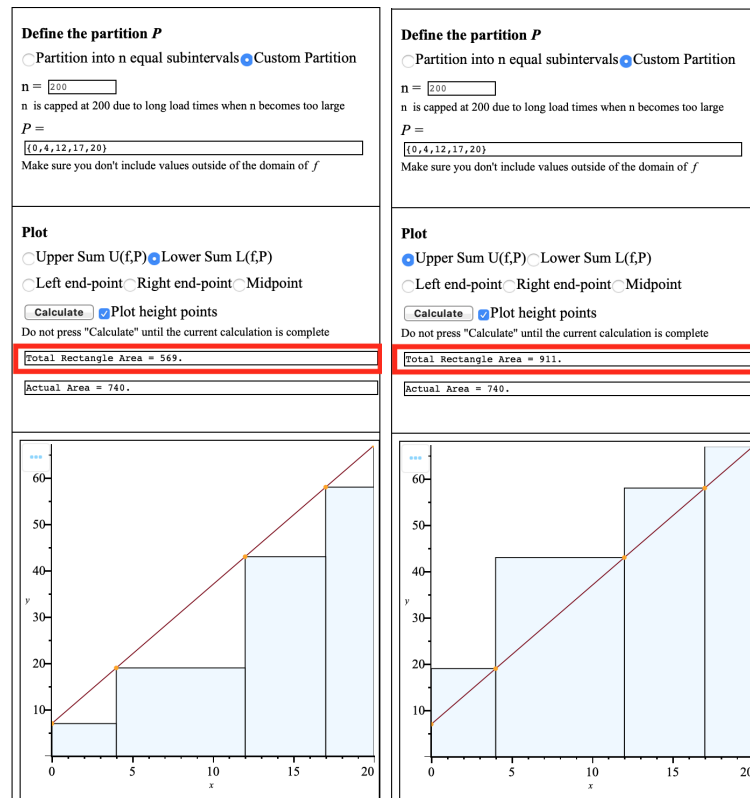 Define the partition P
Partition into n equal subintervals Custom Partition
n = 200
n is capped at 200 due to long load times when n becomes too large
P =
{0,4,12,17,20}
Make sure you don't include values outside of the domain of f
Plot
Upper Sum U(f,P) Lower Sum L(f,P)
Left end-point Right end-point Midpoint
Calculate Plot height points
Do not press "Calculate" until the current calculation is complete
Total Rectangle Area = 569.
Actual Area = 740.
60
50
40
y
30
20
10
0 5 10 15 20
x
Define the partition P
Partition into n equal subintervals Custom Partition
n = 200
n is capped at 200 due to long load times when n becomes too large
P =
{0,4,12,17,20}
Make sure you don't include values outside of the domain of f
Plot
Upper Sum U(f,P) Lower Sum L(f,P)
Left end-point Right end-point Midpoint
Calculate Plot height points
Do not press "Calculate" until the current calculation is complete
Total Rectangle Area = 911.
Actual Area = 740.
60
50
40
y
30
20
10
0 5 10 15 20
x